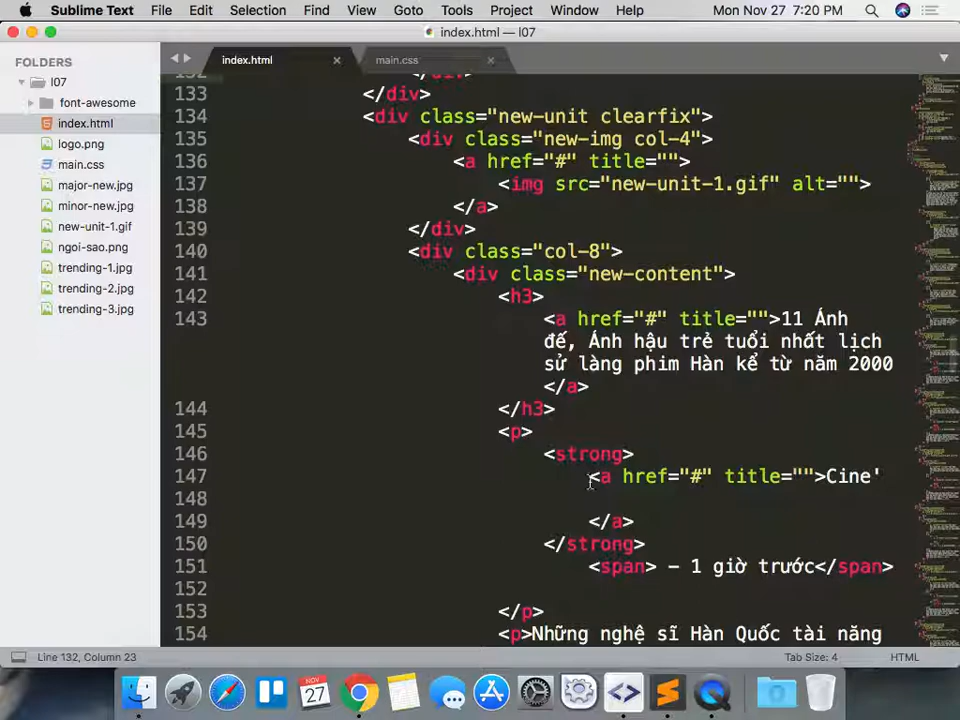 Sublime Text File Edit Selection Find View Goto Tools Project Window Help Mon Nov 27 7:20 PM
index.html — l07
FOLDERS
l07
font-awesome
index.html
logo.png
main.css
major-new.jpg
minor-new.jpg
new-unit-1.gif
ngoi-sao.png
trending-1.jpg
trending-2.jpg
trending-3.jpg
index.html × main.css ×
132 </div>
133 </div>
134 <div class="new-unit clearfix">
135 <div class="new-img col-4">
136 <a href="#" title="">
137 <img src="new-unit-1.gif" alt="">
138 </a>
139 </div>
140 <div class="col-8">
141 <div class="new-content">
142 <h3>
143 <a href="#" title="">11 Ảnh
đế, Ảnh hậu trẻ tuổi nhất lịch
sử làng phim Hàn kể từ năm 2000
</a>
144 </h3>
145 <p>
146 <strong>
147 <a href="#" title="">Cine'
148
149 </a>
150 </strong>
151 <span> – 1 giờ trước</span>
152
153 </p>
154 <p>Những nghệ sĩ Hàn Quốc tài năng
Line 132, Column 23 Tab Size: 4 HTML
NOV
27